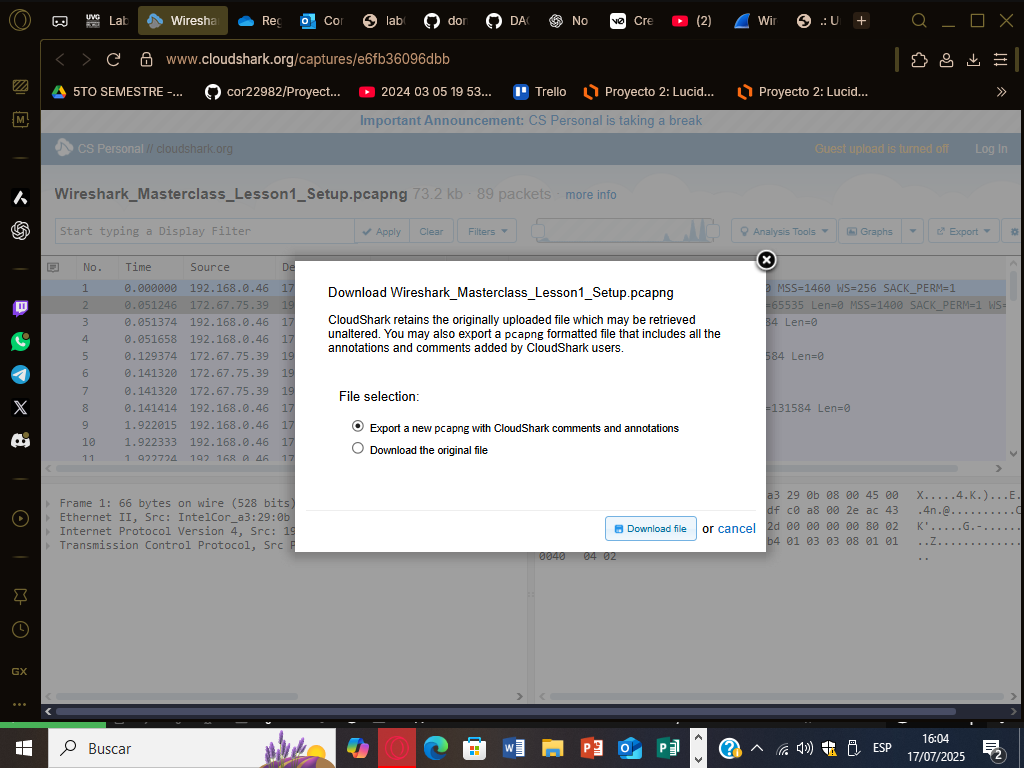 Lab
Wiresha
Reg
Cor
lab
don
DAC
No
Cre
(2)
Wir
.: U
www.cloudshark.org/captures/e6fb36096dbb
5TO SEMESTRE -...
cor22982/Proyect...
2024 03 05 19 53...
Trello
Proyecto 2: Lucid...
Proyecto 2: Lucid...
Important Announcement: CS Personal is taking a break
CS Personal // cloudshark.org
Guest upload is turned off
Log In
Wireshark_Masterclass_Lesson1_Setup.pcapng 73.2 kb · 89 packets · more info
Start typing a Display Filter
Apply
Clear
Filters
Analysis Tools
Graphs
Export
No. Time Source De
1 0.000000 192.168.0.46 17
0 MSS=1460 WS=256 SACK_PERM=1
2 0.051246 172.67.75.39 19
=65535 Len=0 MSS=1400 SACK_PERM=1 WS=
3 0.051374 192.168.0.46 17
84 Len=0
4 0.051658 192.168.0.46 17
5 0.129374 172.67.75.39 19
584 Len=0
6 0.141320 172.67.75.39 19
7 0.141320 172.67.75.39 19
8 0.141414 192.168.0.46 17
=131584 Len=0
9 1.922015 192.168.0.46 17
10 1.922333 192.168.0.46 17
11 1.922724 192.168.0.46 17
Download Wireshark_Masterclass_Lesson1_Setup.pcapng
CloudShark retains the originally uploaded file which may be retrieved
unaltered. You may also export a pcapng formatted file that includes all the
annotations and comments added by CloudShark users.
File selection:
Export a new pcapng with CloudShark comments and annotations
Download the original file
Download file or cancel
Frame 1: 66 bytes on wire (528 bits)
Ethernet II, Src: IntelCor_a3:29:0b
Internet Protocol Version 4, Src: 19
Transmission Control Protocol, Src P
a3 29 0b 08 00 45 00 X.....4.K.)...E.
df c0 a8 00 2e ac 43 .4n.@.........C
2d 00 00 00 00 80 02 K'.....G.-......
b4 01 03 03 08 01 01 ..Z............
0040 04 02 ..
GX
Buscar
ESP
16:04
17/07/2025
2